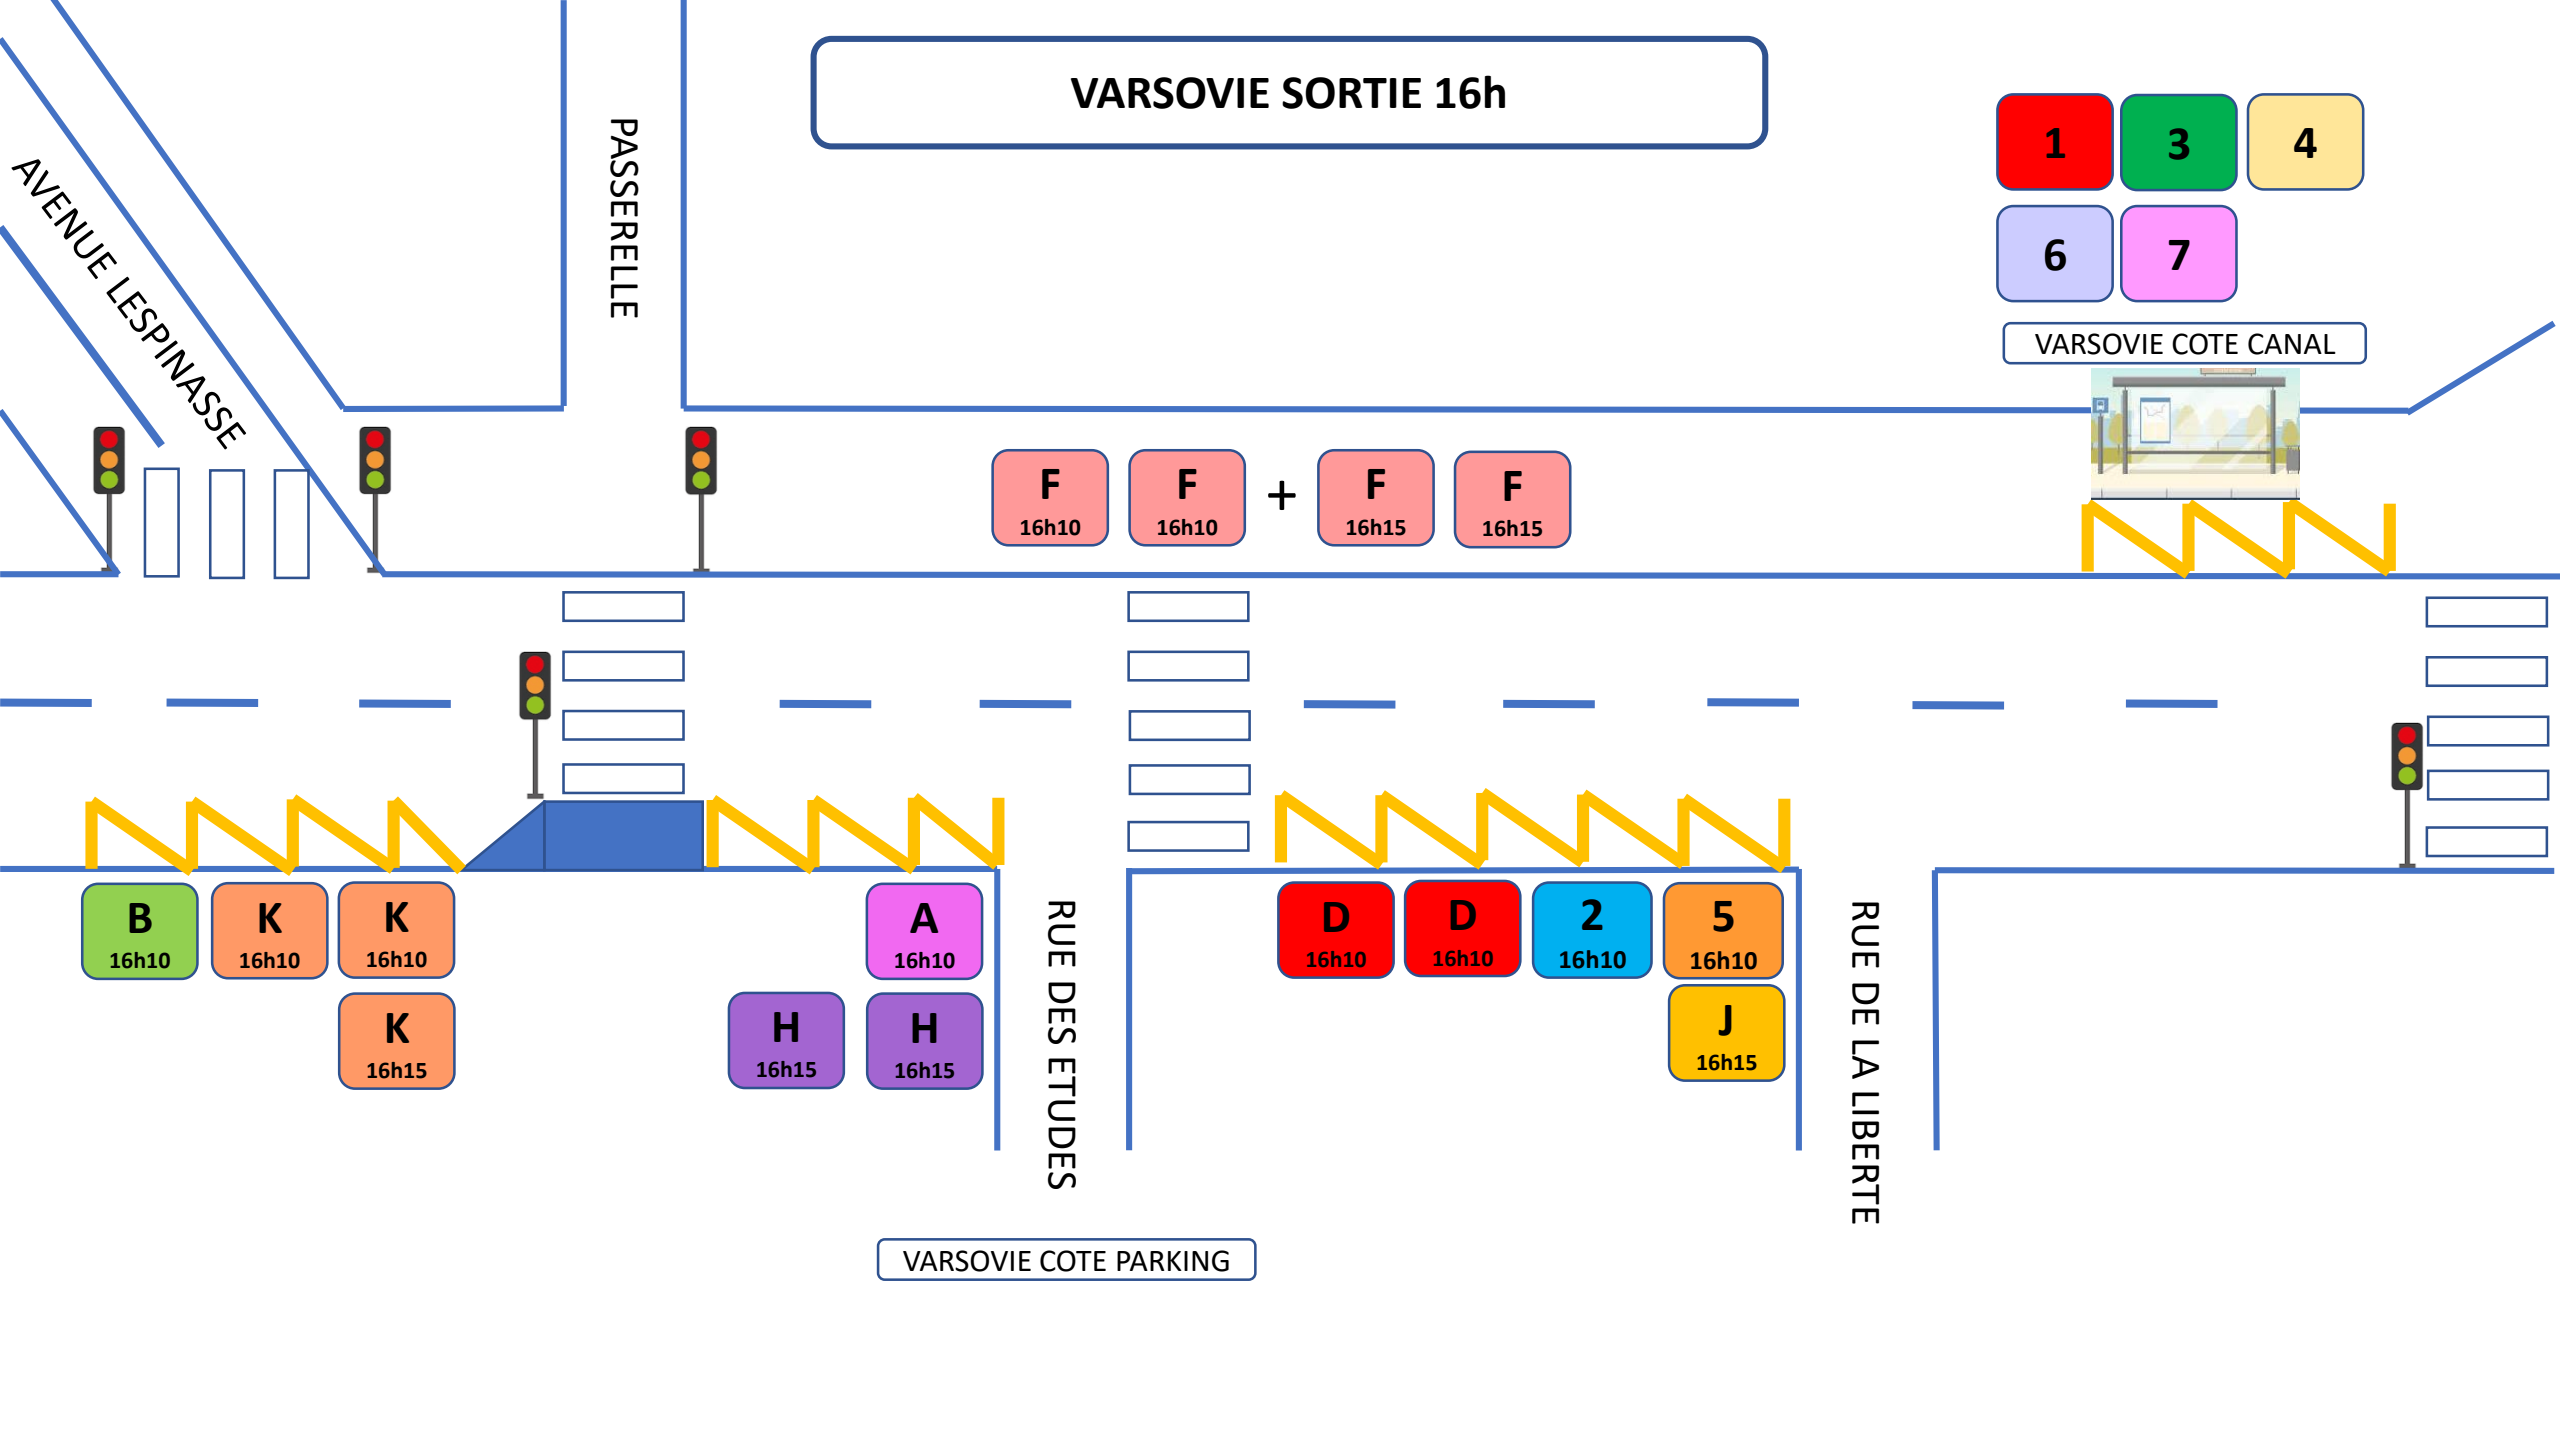 VARSOVIE SORTIE 16h
1 3 4
6 7
VARSOVIE COTE CANAL
PASSERELLE
AVENUE LESPINASSE
F F + F F
16h10 16h10 16h15 16h15
B K K A D D 2 5
16h10 16h10 16h10 16h10 16h10 16h10 16h10 16h10
K H H J
16h15 16h15 16h15 16h15
RUE DES ETUDES
RUE DE LA LIBERTE
VARSOVIE COTE PARKING